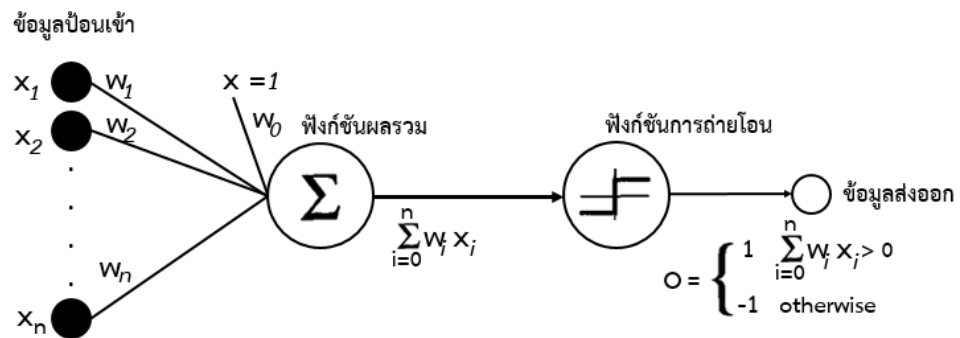 ข้อมูลป้อนเข้า
x1 w1
x =1
w0
ฟังก์ชันผลรวม
ฟังก์ชันการถ่ายโอน
x2 w2
Σ
ข้อมูลส่งออก
n
Σ wi xi
i=0
wn
xn
o = { 1 n Σ i=0 wi xi > 0
-1 otherwise